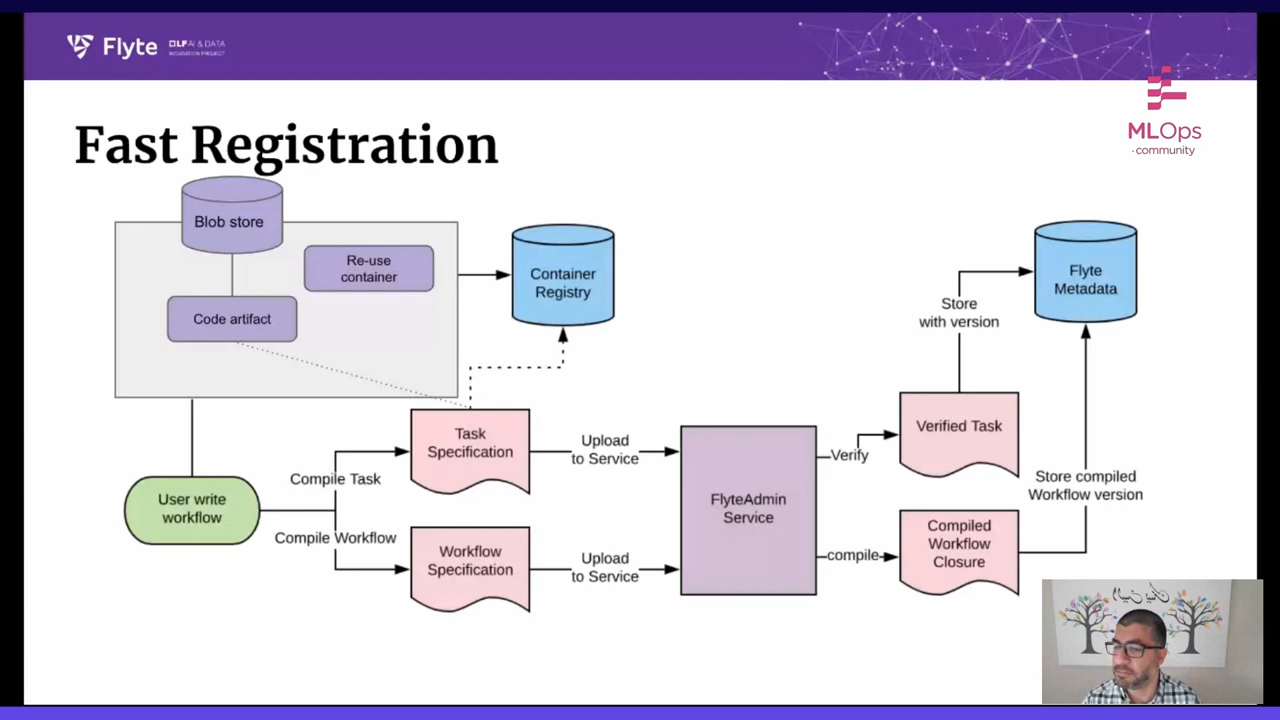 Flyte
LF AI & DATA
INCUBATION PROJECT
MLOps
community
Fast Registration
Blob store
Re-use
container
Code artifact
Container
Registry
Flyte
Metadata
Store
with version
Task
Specification
Upload
to Service
Verified Task
Verify
Compile Task
User write
workflow
FlyteAdmin
Service
Store compiled
Workflow version
Compile Workflow
Workflow
Specification
Upload
to Service
compile
Compiled
Workflow
Closure